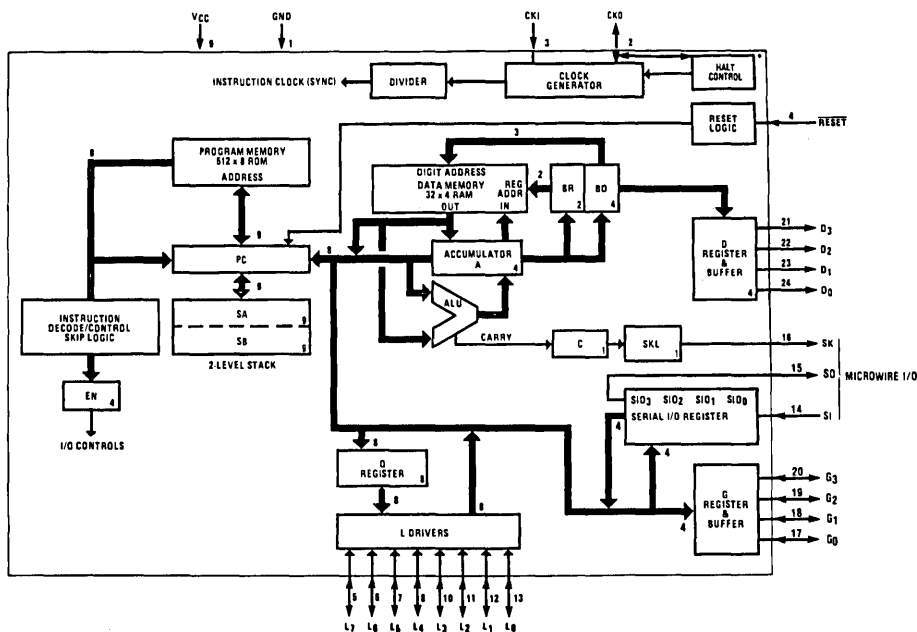 VCC GND CKI CKO
9 1 3 2
INSTRUCTION CLOCK (SYNC)
DIVIDER
CLOCK
GENERATOR
HALT
CONTROL
*
RESET
LOGIC
4
RESET
8
PROGRAM MEMORY
512 x 8 ROM
ADDRESS
3
DIGIT ADDRESS
DATA MEMORY
32 x 4 RAM
OUT
REG
ADDR
IN
2
BR
2
BD
4
D
REGISTER
&
BUFFER
4
21 D3
22 D2
23 D1
24 D0
9
PC
8
ACCUMULATOR
A
4
9
INSTRUCTION
DECODE/CONTROL
SKIP LOGIC
SA
9
SB
9
2-LEVEL STACK
ALU
CARRY
C
1
SKL
1
16 SK
15 SO
MICROWIRE I/O
14 SI
EN
4
I/O CONTROLS
SIO3 SIO2 SIO1 SIO0
SERIAL I/O REGISTER
4
4
8
Q
REGISTER
8
8
8
L DRIVERS
4
G
REGISTER
&
BUFFER
20 G3
19 G2
18 G1
17 G0
5 6 7 8 10 11 12 13
L7 L6 L5 L4 L3 L2 L1 L0